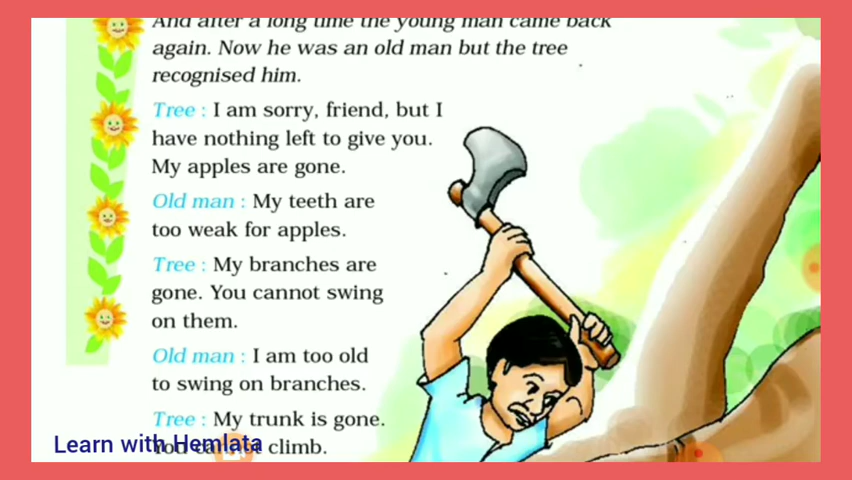 And after a long time the young man came back
again. Now he was an old man but the tree
recognised him.
Tree : I am sorry, friend, but I
have nothing left to give you.
My apples are gone.
Old man : My teeth are
too weak for apples.
Tree : My branches are
gone. You cannot swing
on them.
Old man : I am too old
to swing on branches.
Tree : My trunk is gone.
You cannot climb.
Learn with Hemlata